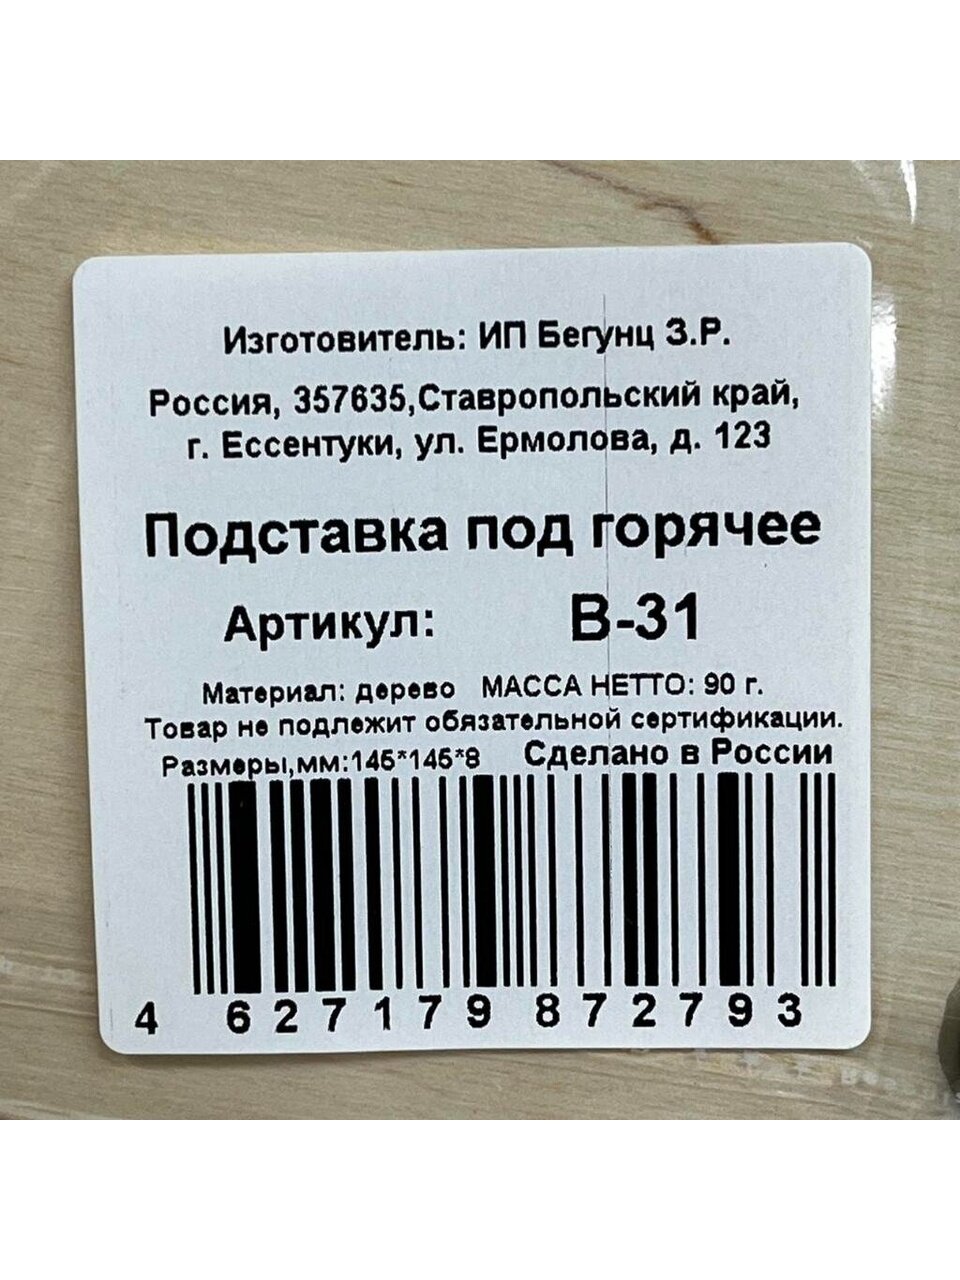 Изготовитель: ИП Бегунц З.Р.
Россия, 357635,Ставропольский край,
г. Ессентуки, ул. Ермолова, д. 123
Подставка под горячее
Артикул: В-31
Материал: дерево МАССА НЕТТО: 90 г.
Товар не подлежит обязательной сертификации.
Размеры,мм:145*145*8 Сделано в России
4 627179 872793